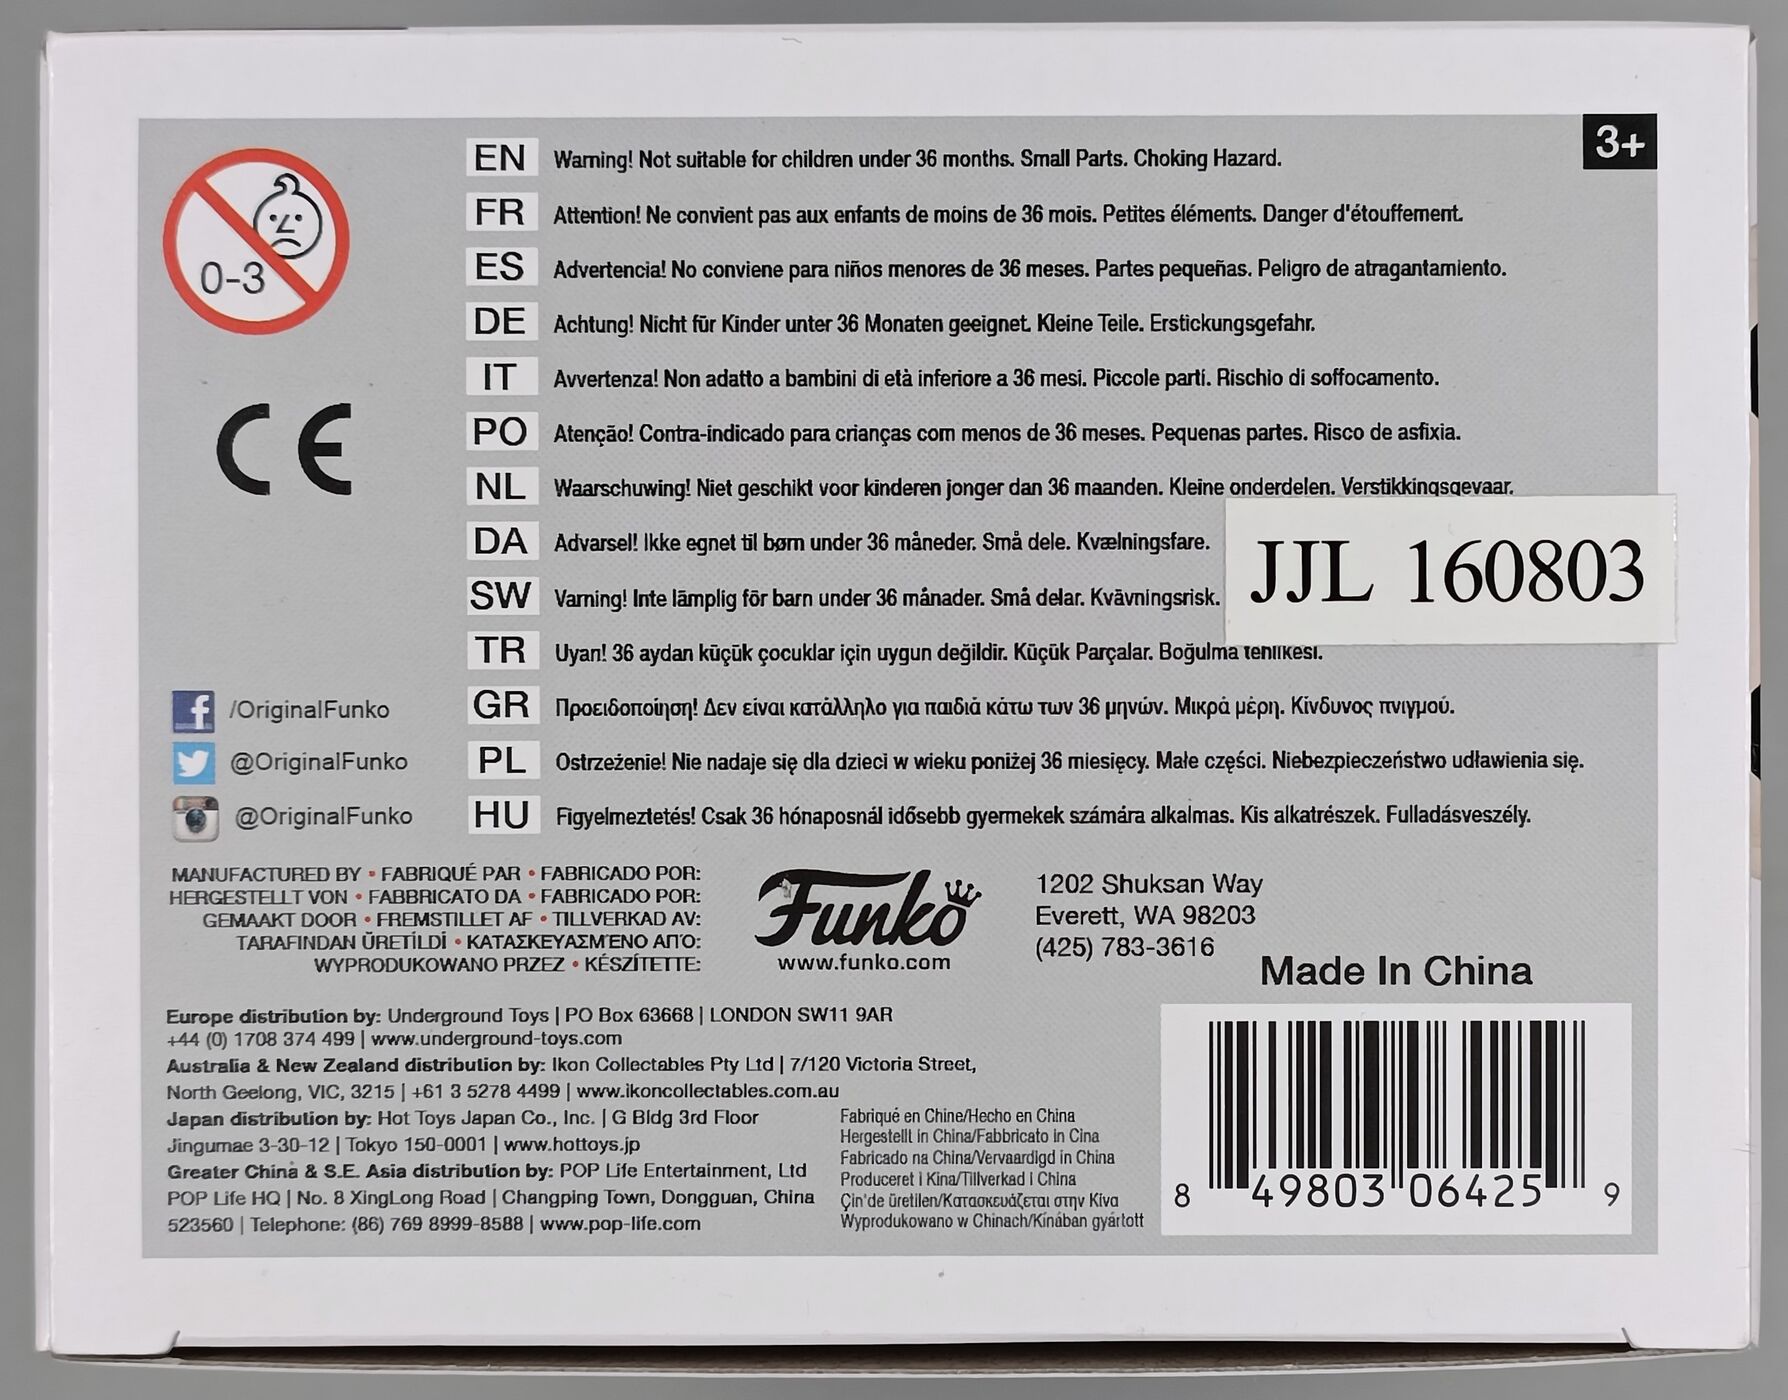 3+
0-3
CE
EN Warning! Not suitable for children under 36 months. Small Parts. Choking Hazard.
FR Attention! Ne convient pas aux enfants de moins de 36 mois. Petites éléments. Danger d'étouffement.
ES Advertencia! No conviene para niños menores de 36 meses. Partes pequeñas. Peligro de atragantamiento.
DE Achtung! Nicht für Kinder unter 36 Monaten geeignet. Kleine Teile. Erstickungsgefahr.
IT Avvertenza! Non adatto a bambini di età inferiore a 36 mesi. Piccole parti. Rischio di soffocamento.
PO Atenção! Contra-indicado para crianças com menos de 36 meses. Pequenas partes. Risco de asfixia.
NL Waarschuwing! Niet geschikt voor kinderen jonger dan 36 maanden. Kleine onderdelen. Verstikkingsgevaar.
DA Advarsel! Ikke egnet til børn under 36 måneder. Små dele. Kvælningsfare.
SW Varning! Inte lämplig för barn under 36 månader. Små delar. Kvävningsrisk.
JJL 160803
TR Uyarı! 36 aydan küçük çocuklar için uygun değildir. Küçük Parçalar. Boğulma tehlikesi.
GR Προειδοποίηση! Δεν είναι κατάλληλο για παιδιά κάτω των 36 μηνών. Μικρά μέρη. Κίνδυνος πνιγμού.
PL Ostrzeżenie! Nie nadaje się dla dzieci w wieku poniżej 36 miesięcy. Małe części. Niebezpieczeństwo udławienia się.
HU Figyelmeztetés! Csak 36 hónaposnál idősebb gyermekek számára alkalmas. Kis alkatrészek. Fulladásveszély.
/OriginalFunko
@OriginalFunko
@OriginalFunko
MANUFACTURED BY • FABRIQUÉ PAR • FABRICADO POR:
HERGESTELLT VON • FABBRICATO DA • FABRICADO POR:
GEMAAKT DOOR • FREMSTILLET AF • TILLVERKAD AV:
TARAFINDAN ÜRETİLDİ • ΚΑΤΑΣΚΕΥΑΣΜΈΝΟ ΑΠΌ:
WYPRODUKOWANO PRZEZ • KÉSZÍTETTE:
Funko
www.funko.com
1202 Shuksan Way
Everett, WA 98203
(425) 783-3616
Made In China
Europe distribution by: Underground Toys | PO Box 63668 | LONDON SW11 9AR
+44 (0) 1708 374 499 | www.underground-toys.com
Australia & New Zealand distribution by: Ikon Collectables Pty Ltd | 7/120 Victoria Street,
North Geelong, VIC, 3215 | +61 3 5278 4499 | www.ikoncollectables.com.au
Japan distribution by: Hot Toys Japan Co., Inc. | G Bldg 3rd Floor
Jingumae 3-30-12 | Tokyo 150-0001 | www.hottoys.jp
Greater China & S.E. Asia distribution by: POP Life Entertainment, Ltd
POP Life HQ | No. 8 XingLong Road | Changping Town, Dongguan, China
523560 | Telephone: (86) 769 8999-8588 | www.pop-life.com
Fabriqué en Chine/Hecho en China
Hergestellt in China/Fabbricato in Cina
Fabricado na China/Vervaardigd in China
Produceret i Kina/Tillverkad i China
Çin'de üretilen/Κατασκευάζεται στην Κίνα
Wyprodukowano w Chinach/Kínában gyártott
8 49803 06425 9